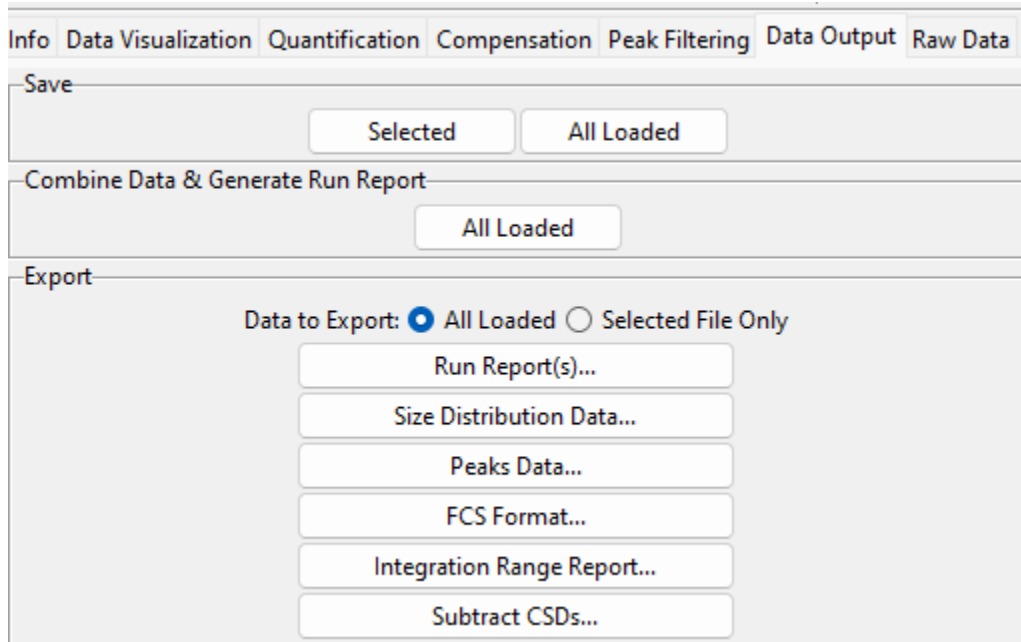 Info Data Visualization Quantification Compensation Peak Filtering Data Output Raw Data
Save
Selected All Loaded
Combine Data & Generate Run Report
All Loaded
Export
Data to Export: All Loaded Selected File Only
Run Report(s)...
Size Distribution Data...
Peaks Data...
FCS Format...
Integration Range Report...
Subtract CSDs...